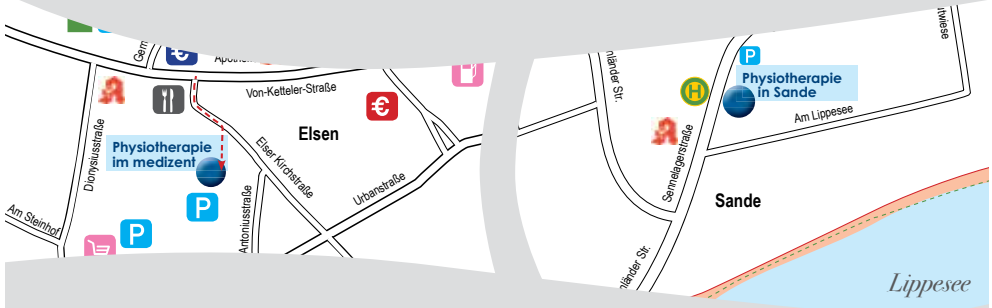 Von-Ketteler-Straße
Elsen
Dionysiusstraße
Physiotherapie
im medizent
Elser Kirchstraße
Urbanstraße
Antoniusstraße
Am Steinhof
P
P
€
€
H
P
Physiotherapie
in Sande
Am Lippesee
Sennelagerstraße
Sande
Lippesee